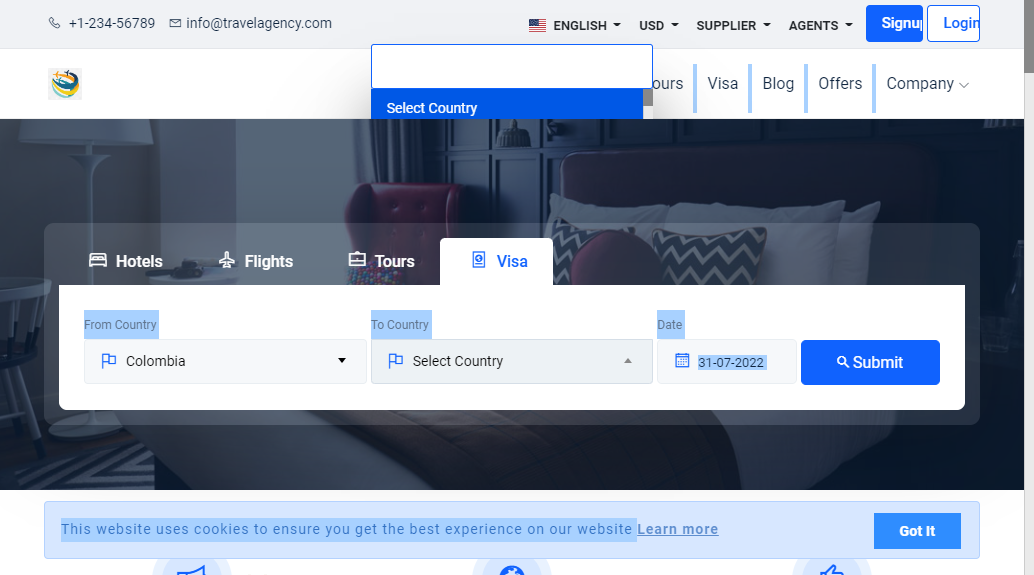 +1-234-56789 info@travelagency.com ENGLISH USD SUPPLIER AGENTS Signup Login
ours Visa Blog Offers Company
Select Country
Hotels Flights Tours Visa
From Country To Country Date
Colombia Select Country 31-07-2022 Submit
This website uses cookies to ensure you get the best experience on our website Learn more Got It